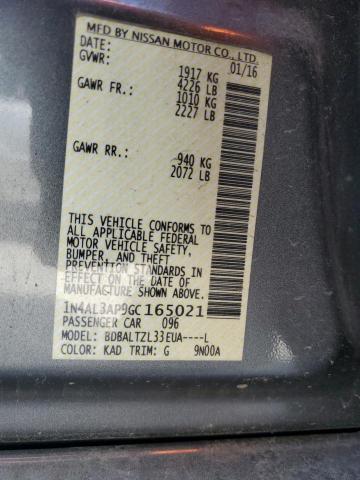 MFD BY NISSAN MOTOR CO., LTD.
DATE: 01/16
GVWR: 1917 KG
4226 LB
GAWR FR.: 1010 KG
2227 LB
GAWR RR.: 940 KG
2072 LB
THIS VEHICLE CONFORMS TO
ALL APPLICABLE FEDERAL
MOTOR VEHICLE SAFETY,
BUMPER, AND THEFT
PREVENTION STANDARDS IN
EFFECT ON THE DATE OF
MANUFACTURE SHOWN ABOVE.
1N4AL3AP9GC165021
PASSENGER CAR 096
MODEL: BDBALTZL33EUA----L
COLOR: KAD TRIM: G 9N00A